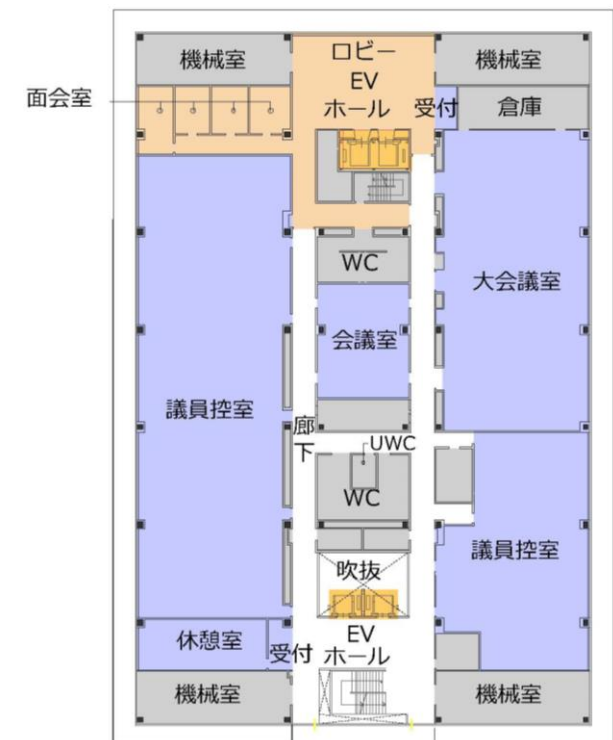 機械室
ロビー
EV
ホール
機械室
面会室
受付
倉庫
WC
大会議室
会議室
議員控室
廊下
UWC
WC
議員控室
吹抜
休憩室
受付
EV
ホール
機械室
機械室